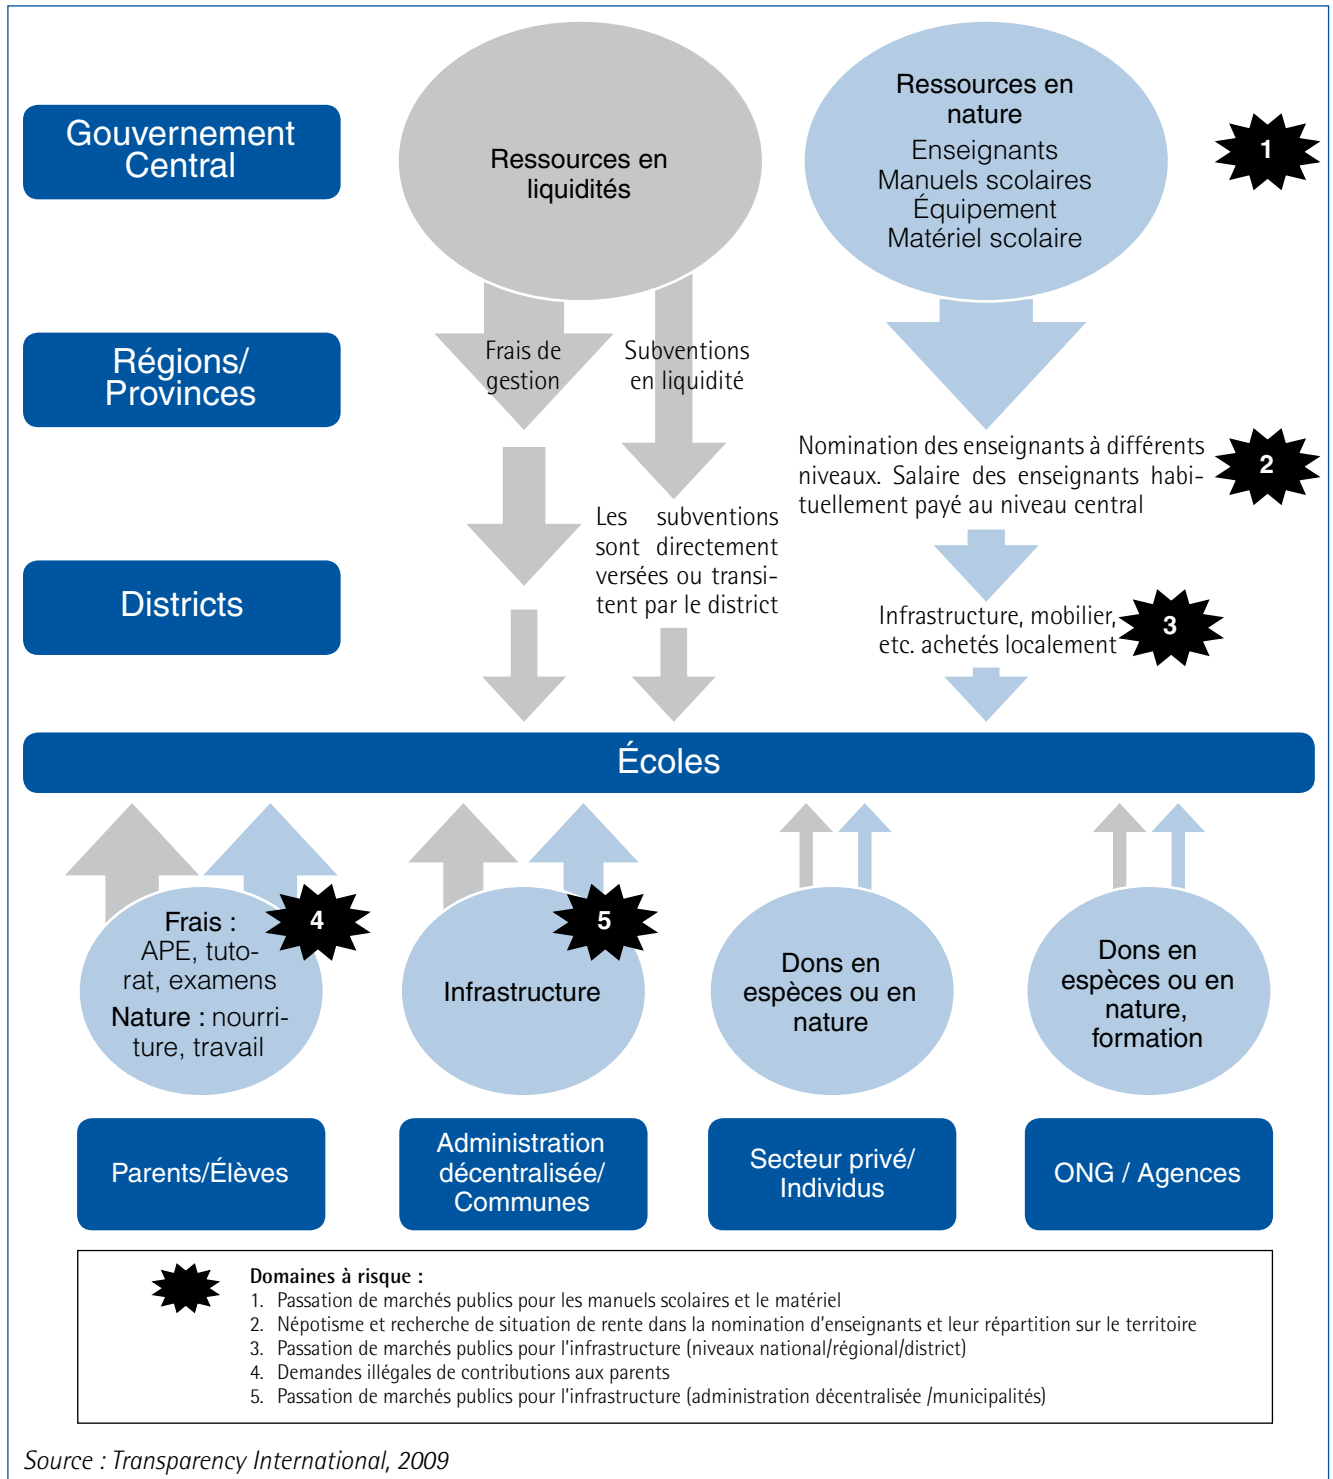 Gouvernement
Central
Ressources en
liquidités
Ressources en
nature
Enseignants
Manuels scolaires
Équipement
Matériel scolaire
1
Régions/
Provinces
Frais de
gestion
Subventions
en liquidité
Nomination des enseignants à différents
niveaux. Salaire des enseignants habi-
tuellement payé au niveau central
2
Districts
Les subventions
sont directement
versées ou transi-
tent par le district
Infrastructure, mobilier,
etc. achetés localement
3
Écoles
Frais :
APE, tuto-
rat, examens
Nature : nourri-
ture, travail
4
Infrastructure
5
Dons en
espèces ou en
nature
Dons en
espèces ou en
nature,
formation
Parents/Élèves
Administration
décentralisée/
Communes
Secteur privé/
Individus
ONG / Agences
Domaines à risque :
1. Passation de marchés publics pour les manuels scolaires et le matériel
2. Népotisme et recherche de situation de rente dans la nomination d'enseignants et leur répartition sur le territoire
3. Passation de marchés publics pour l'infrastructure (niveaux national/régional/district)
4. Demandes illégales de contributions aux parents
5. Passation de marchés publics pour l'infrastructure (administration décentralisée /municipalités)
Source : Transparency International, 2009